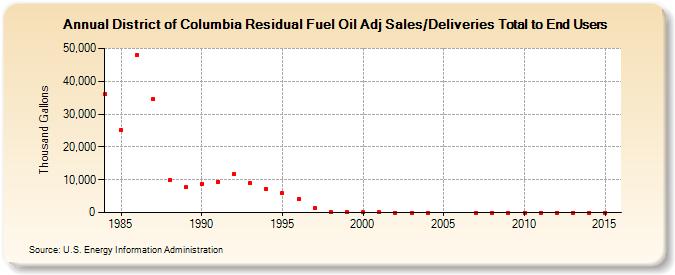 Annual District of Columbia Residual Fuel Oil Adj Sales/Deliveries Total to End Users
Thousand Gallons
50,000
40,000
30,000
20,000
10,000
0
1985 1990 1995 2000 2005 2010 2015
Source: U.S. Energy Information Administration